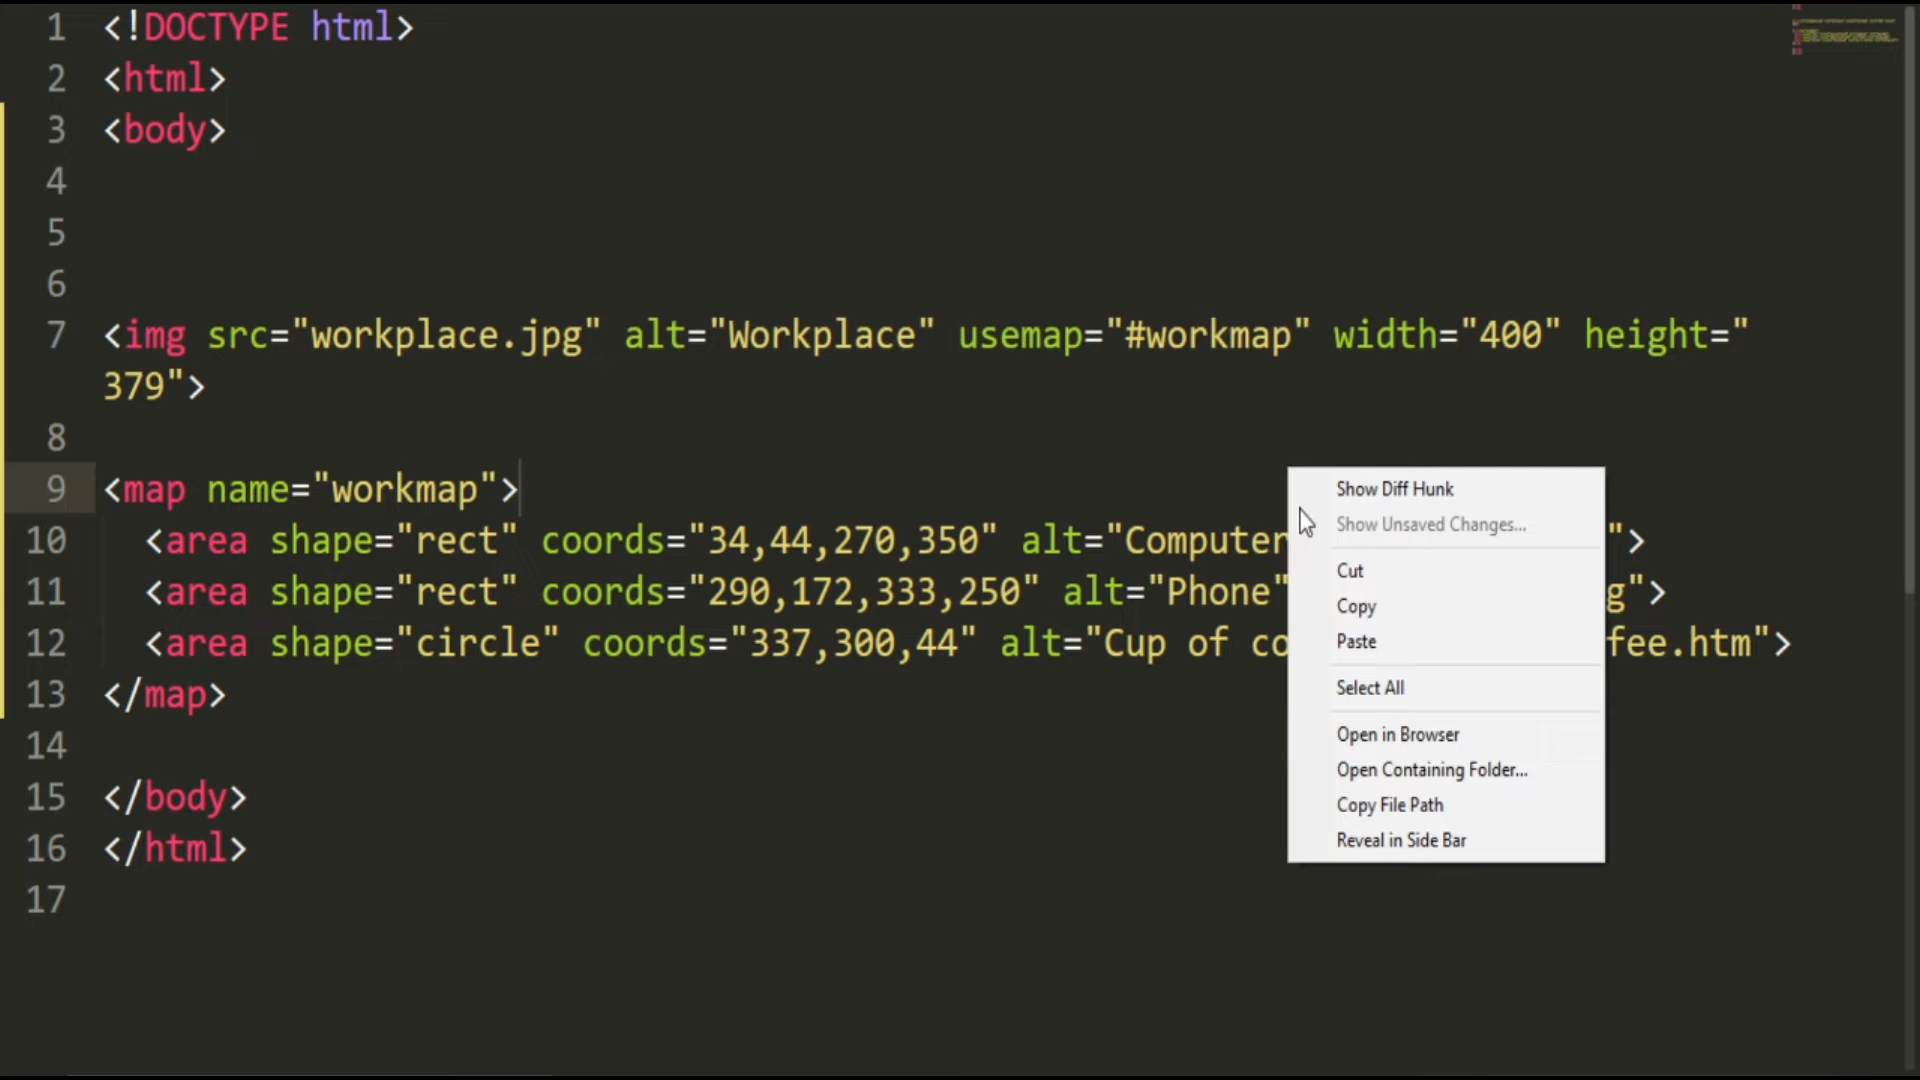 1 <!DOCTYPE html>
2 <html>
3 <body>
4
5
6
7 <img src="workplace.jpg" alt="Workplace" usemap="#workmap" width="400" height="
379">
8
9 <map name="workmap">
10 <area shape="rect" coords="34,44,270,350" alt="Computer ">
11 <area shape="rect" coords="290,172,333,250" alt="Phone" g">
12 <area shape="circle" coords="337,300,44" alt="Cup of co fee.htm">
13 </map>
14
15 </body>
16 </html>
17
Show Diff Hunk
Show Unsaved Changes...
Cut
Copy
Paste
Select All
Open in Browser
Open Containing Folder...
Copy File Path
Reveal in Side Bar